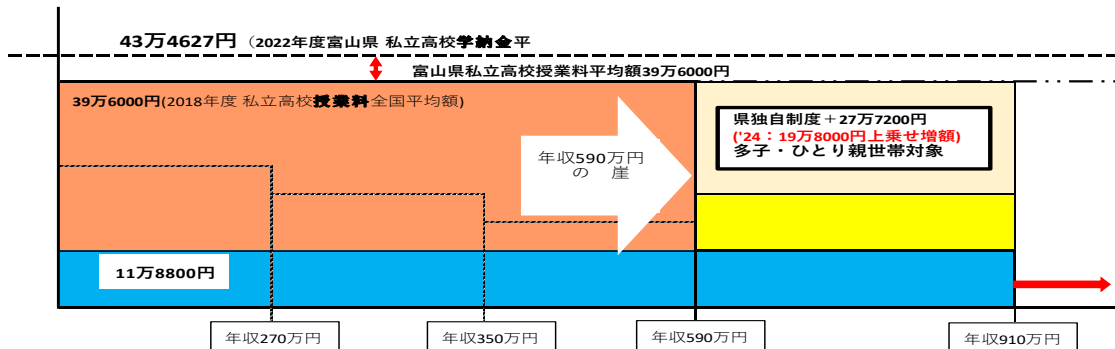 43万4627円 (2022年度富山県 私立高校学納金平
富山県私立高校授業料平均額39万6000円
39万6000円(2018年度 私立高校授業料全国平均額)
県独自制度＋27万7200円
('24：19万8000円上乗せ増額)
多子・ひとり親世帯対象
年収590万円
の 崖
11万8800円
年収270万円
年収350万円
年収590万円
年収910万円